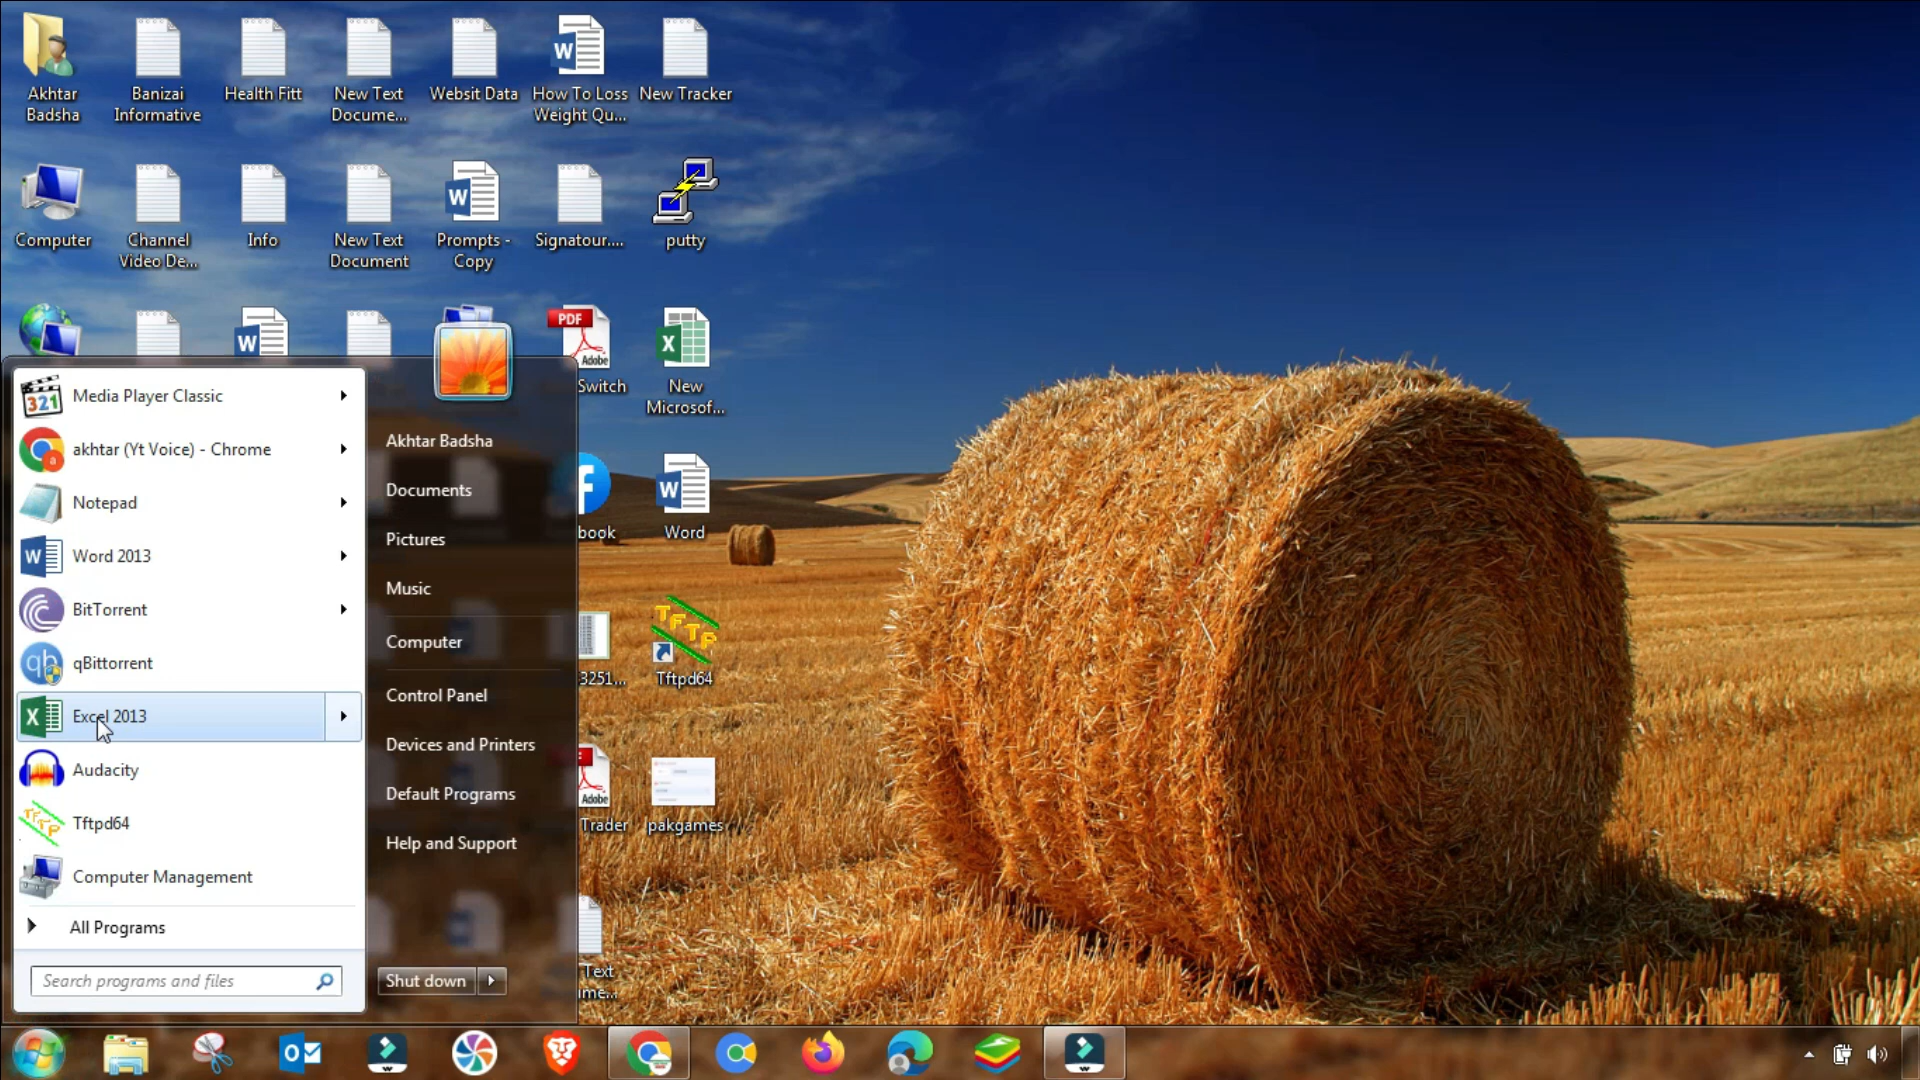 Akhtar
Badsha
Banizai
Informative
Health Fitt
New Text
Docume...
Websit Data
How To Loss
Weight Qu...
New Tracker
Computer
Channel
Video De...
Info
New Text
Document
Prompts -
Copy
Signatour....
putty
PDF
Adobe
Switch
New
Microsof...
book
Word
3251...
Tftpd64
Adobe
Trader
pakgames
Text
me...
Media Player Classic
akhtar (Yt Voice) - Chrome
Notepad
Word 2013
BitTorrent
qBittorrent
Excel 2013
Audacity
Tftpd64
Computer Management
All Programs
Search programs and files
Akhtar Badsha
Documents
Pictures
Music
Computer
Control Panel
Devices and Printers
Default Programs
Help and Support
Shut down